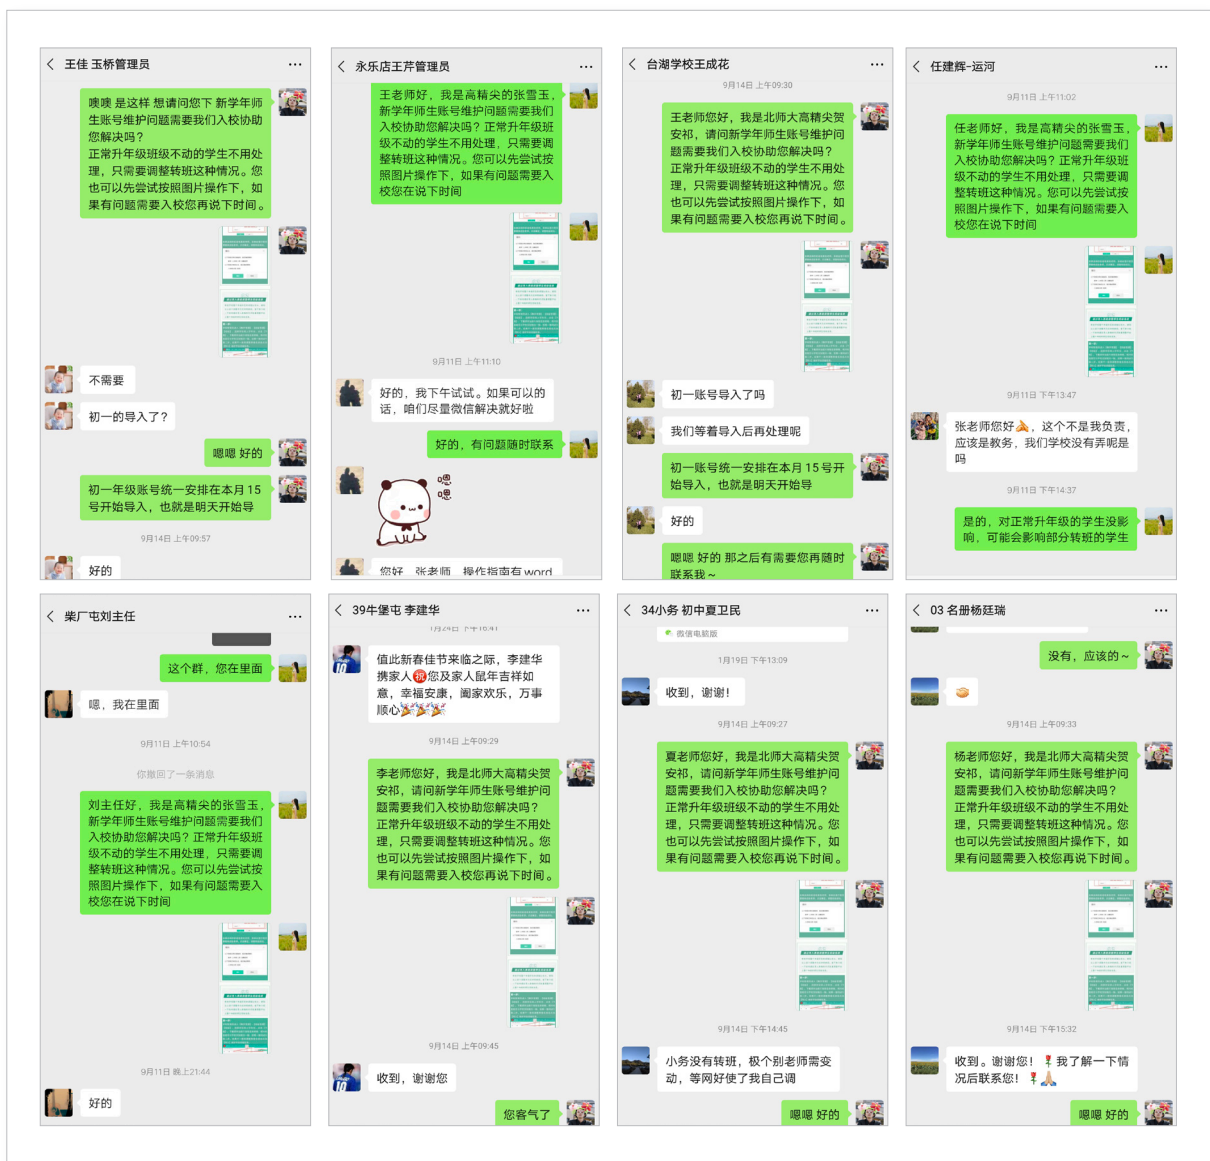 王佳 玉桥管理员
噢噢 是这样 想请问您下 新学年师
生账号维护问题需要我们入校协助
您解决吗？
正常升年级班级不动的学生不用处
理，只需要调整转班这种情况。您
也可以先尝试按照图片操作下，如
果有问题需要入校您再说下时间。
不需要
初一的导入了？
嗯嗯 好的
初一年级账号统一安排在本月 15
号开始导入，也就是明天开始导
9月14日 上午09:57
好的
永乐店王芹管理员
王老师好，我是高精尖的张雪玉，
新学年师生账号维护问题需要我们
入校协助您解决吗？正常升年级班
级不动的学生不用处理，只需要调
整转班这种情况。您可以先尝试按
照图片操作下，如果有问题需要入
校您在说下时间
9月11日 上午11:10
好的，我下午试试。如果可以的
话，咱们尽量微信解决就好啦
好的，有问题随时联系
嗯
嗯
您好 张老师 操作指南有 word
台湖学校王成花
9月14日 上午09:30
王老师您好，我是北师大高精尖贺
安祁，请问新学年师生账号维护问
题需要我们入校协助您解决吗？
正常升年级班级不动的学生不用处
理，只需要调整转班这种情况。您
也可以先尝试按照图片操作下，如
果有问题需要入校您再说下时间。
初一账号导入了吗
我们等着导入后再处理呢
初一账号统一安排在本月 15 号开
始导入，也就是明天开始导
好的
嗯嗯 好的 那之后有需要您再随时
联系我～
任建辉-运河
9月11日 上午11:02
任老师好，我是高精尖的张雪玉，
新学年师生账号维护问题需要我们
入校协助您解决吗？正常升年级班
级不动的学生不用处理，只需要调
整转班这种情况。您可以先尝试按
照图片操作下，如果有问题需要入
校您在说下时间
9月11日 下午13:47
张老师您好，这个不是我负责，
应该是教务，我们学校没有弄呢是
吗
9月11日 下午14:37
是的，对正常升年级的学生没影
响，可能会影响部分转班的学生
柴厂屯刘主任
这个群，您在里面
嗯，我在里面
9月11日 上午10:54
你撤回了一条消息
刘主任好，我是高精尖的张雪玉，
新学年师生账号维护问题需要我们
入校协助您解决吗？正常升年级班
级不动的学生不用处理，只需要调
整转班这种情况。您可以先尝试按
照图片操作下，如果有问题需要入
校您在说下时间
9月11日 晚上21:44
好的
39牛堡屯 李建华
1月24日 下午16:41
值此新春佳节来临之际，李建华
携家人㊗您及家人鼠年吉祥如
意，幸福安康，阖家欢乐，万事
顺心🎉🎉🎉
9月14日 上午09:29
李老师您好，我是北师大高精尖贺
安祁，请问新学年师生账号维护问
题需要我们入校协助您解决吗？
正常升年级班级不动的学生不用处
理，只需要调整转班这种情况。您
也可以先尝试按照图片操作下，如
果有问题需要入校您再说下时间。
9月14日 上午09:45
收到，谢谢您
您客气了
34小务 初中夏卫民
微信电脑版
1月19日 下午13:09
收到，谢谢！
9月14日 上午09:27
夏老师您好，我是北师大高精尖贺
安祁，请问新学年师生账号维护问
题需要我们入校协助您解决吗？
正常升年级班级不动的学生不用处
理，只需要调整转班这种情况。您
也可以先尝试按照图片操作下，如
果有问题需要入校您再说下时间。
9月14日 下午14:45
小务没有转班，极个别老师需变
动，等网好使了我自己调
嗯嗯 好的
03 名册杨廷瑞
没有，应该的～
9月14日 上午09:33
杨老师您好，我是北师大高精尖贺
安祁，请问新学年师生账号维护问
题需要我们入校协助您解决吗？
正常升年级班级不动的学生不用处
理，只需要调整转班这种情况。您
也可以先尝试按照图片操作下，如
果有问题需要入校您再说下时间。
9月14日 下午15:32
收到。谢谢您！🌹我了解一下情
况后联系您！🌹🙏
嗯嗯 好的